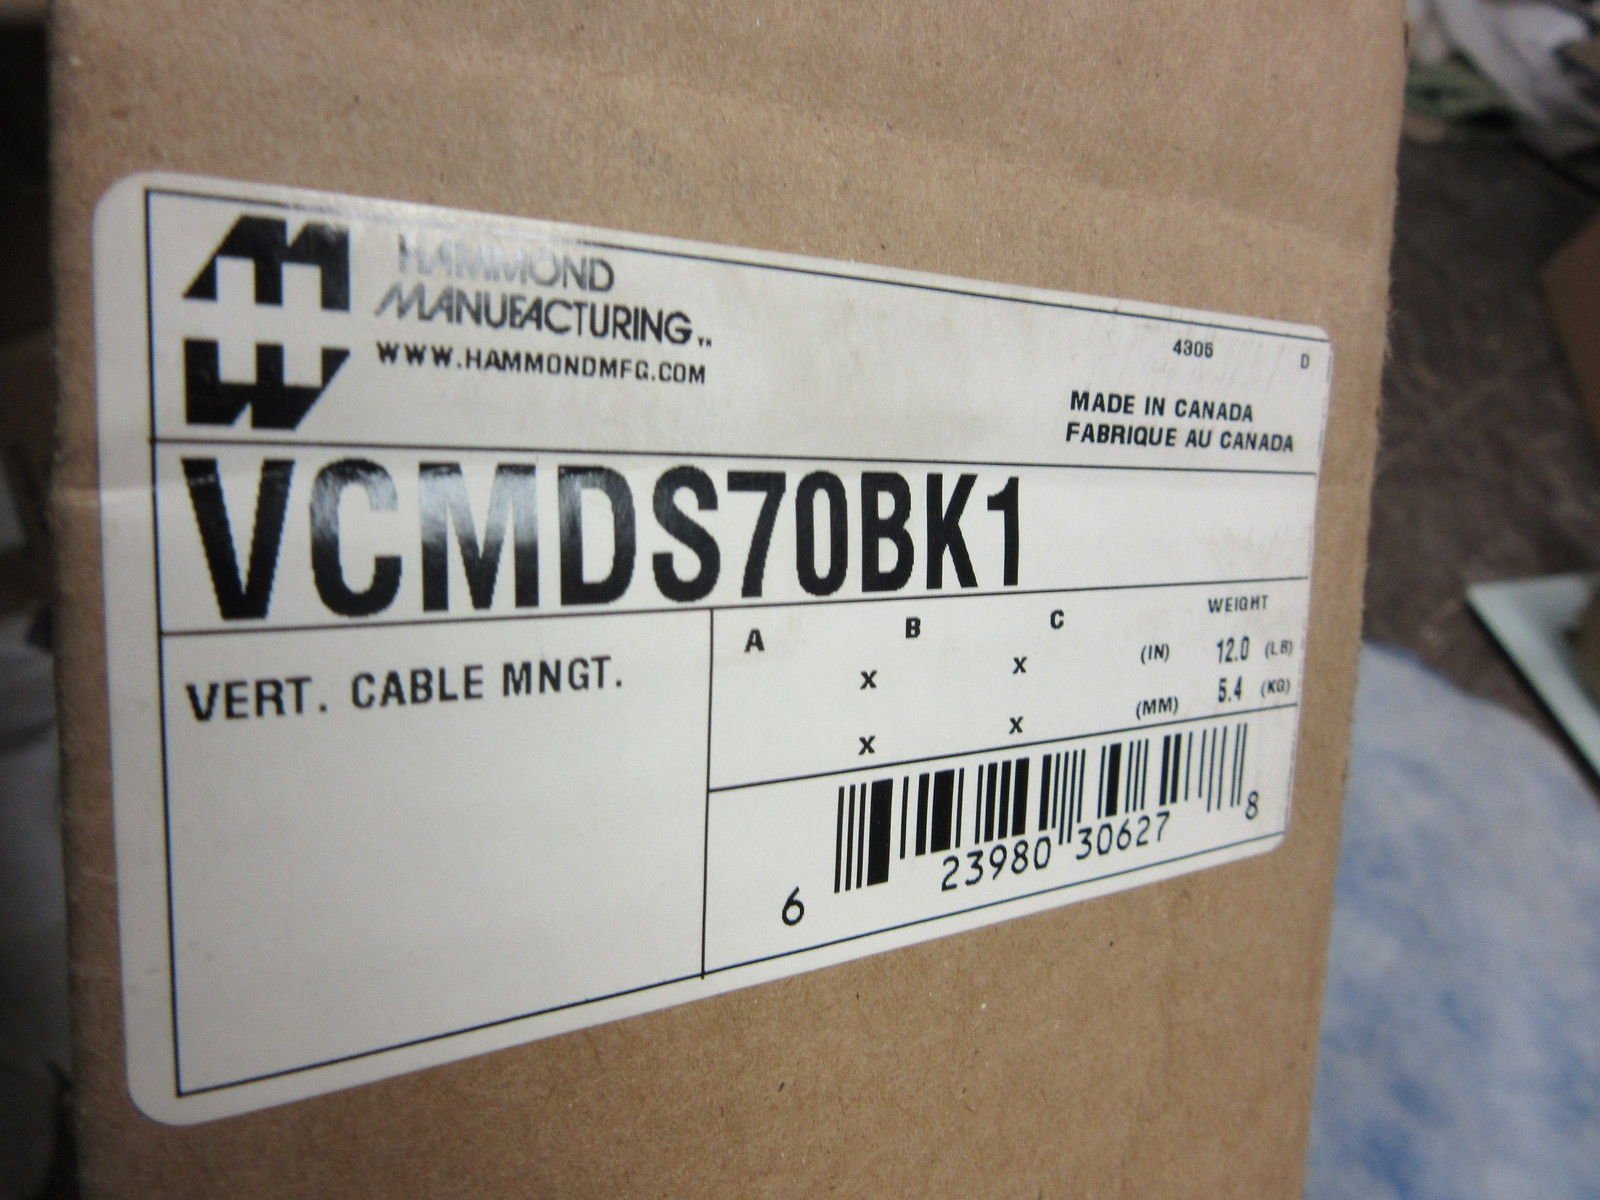 HAMMOND
MANUFACTURING™
WWW.HAMMONDMFG.COM
4305 D
MADE IN CANADA
FABRIQUE AU CANADA
VCMDS70BK1
VERT. CABLE MNGT.
A B C WEIGHT
x x (IN) 12.0 (LB)
x x (MM) 5.4 (KG)
6 23980 30627 8